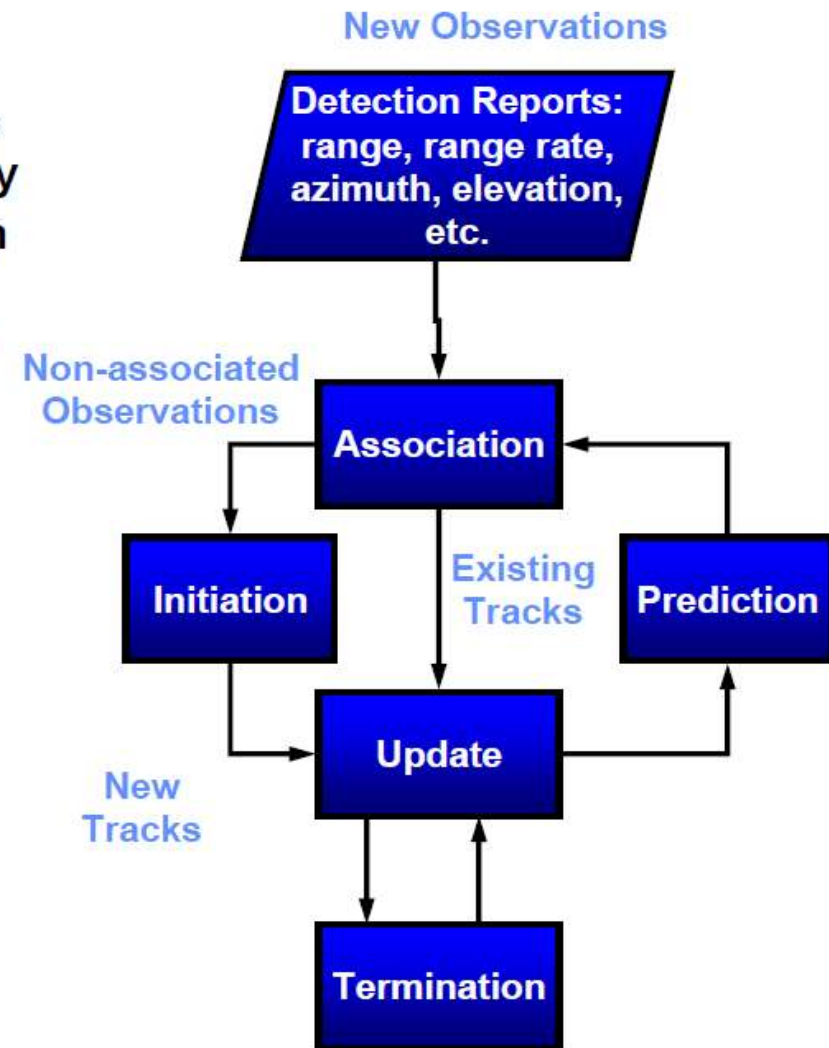 New Observations
Detection Reports:
range, range rate,
azimuth, elevation,
etc.
Non-associated
Observations
Association
Existing
Tracks
Initiation
Prediction
Update
New
Tracks
Termination